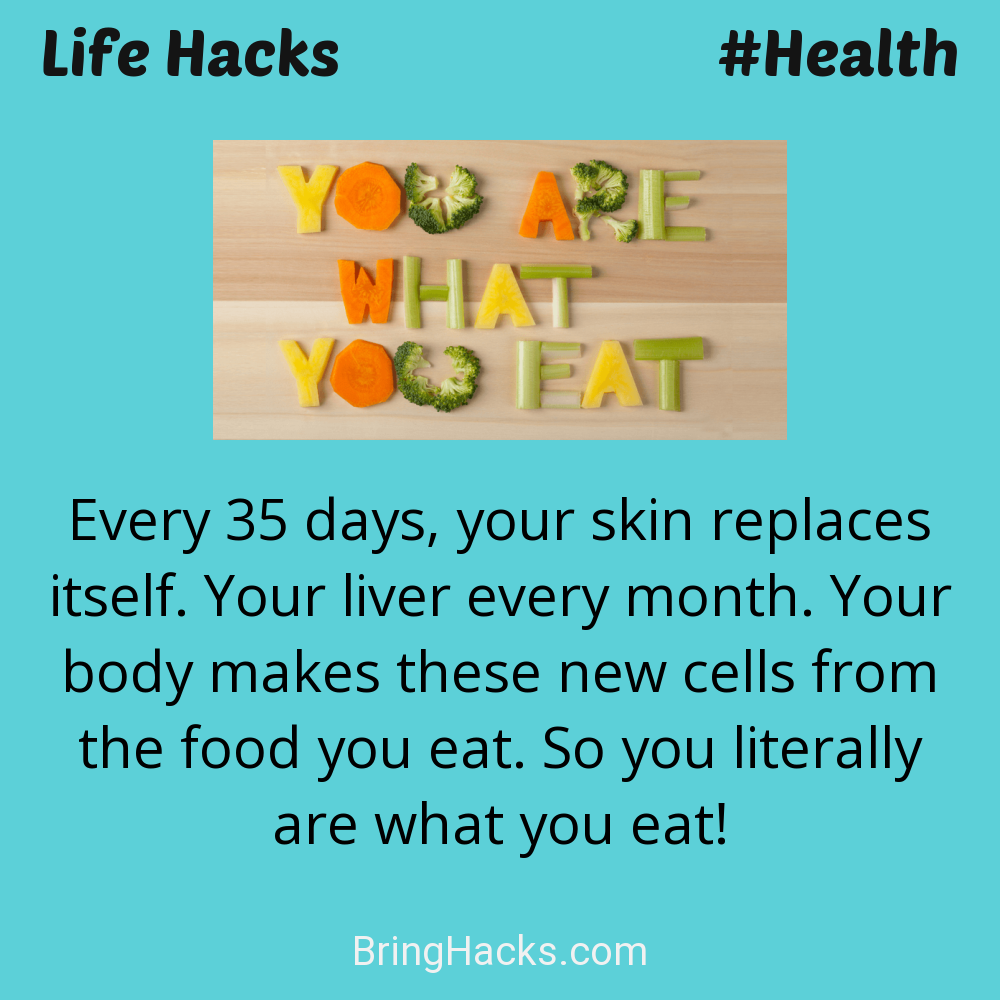 Life Hacks #Health
YOU ARE
WHAT
YOU EAT
Every 35 days, your skin replaces
itself. Your liver every month. Your
body makes these new cells from
the food you eat. So you literally
are what you eat!
BringHacks.com